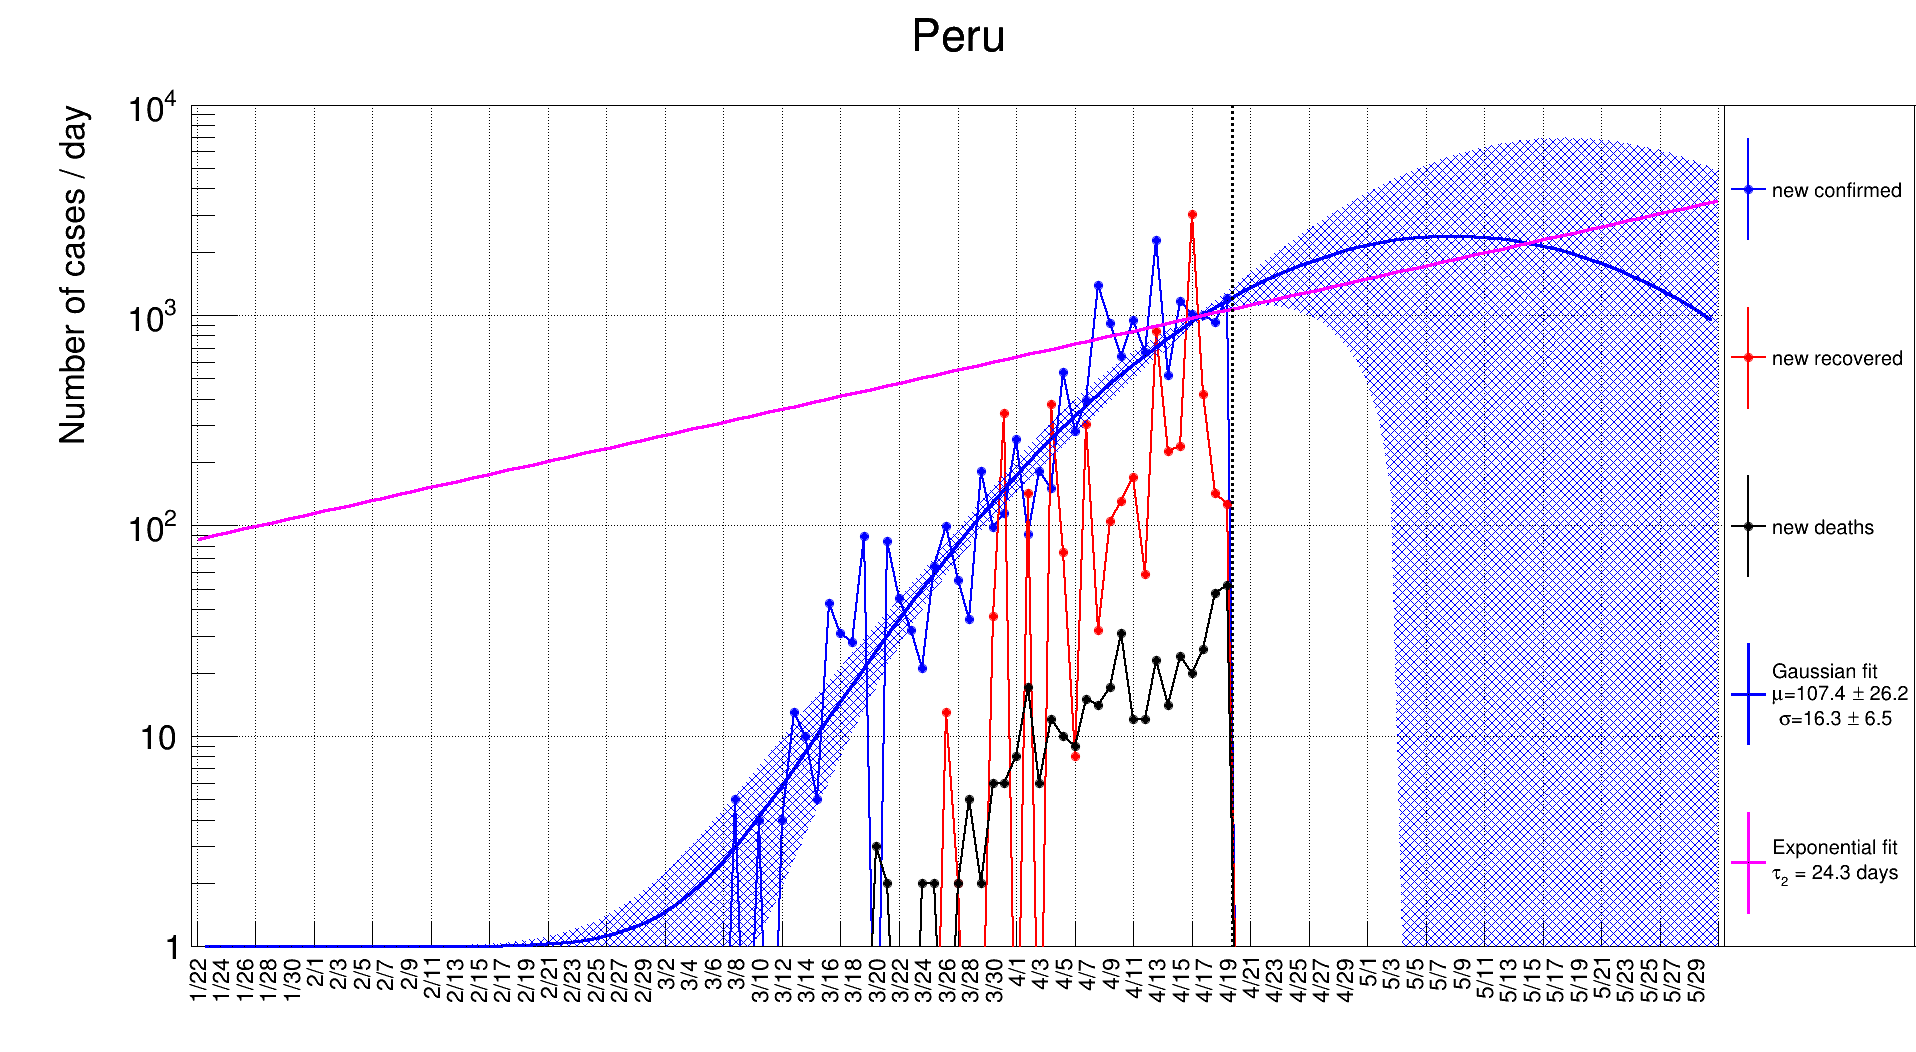 Peru
Number of cases / day
10⁴
10³
10²
10
1
1/22 1/24 1/26 1/28 1/30 2/1 2/3 2/5 2/7 2/9 2/11 2/13 2/15 2/17 2/19 2/21 2/23 2/25 2/27 2/29 3/2 3/4 3/6 3/8 3/10 3/12 3/14 3/16 3/18 3/20 3/22 3/24 3/26 3/28 3/30 4/1 4/3 4/5 4/7 4/9 4/11 4/13 4/15 4/17 4/19 4/21 4/23 4/25 4/27 4/29 5/1 5/3 5/5 5/7 5/9 5/11 5/13 5/15 5/17 5/19 5/21 5/23 5/25 5/27 5/29
new confirmed
new recovered
new deaths
Gaussian fit
μ=107.4 ± 26.2
σ=16.3 ± 6.5
Exponential fit
τ₂ = 24.3 days